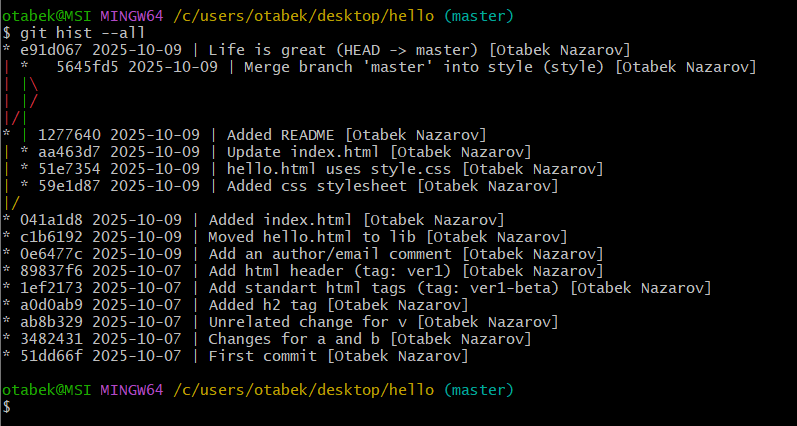 otabek@MSI MINGW64 /c/users/otabek/desktop/hello (master)
$ git hist --all
* e91d067 2025-10-09 | Life is great (HEAD -> master) [Otabek Nazarov]
| *   5645fd5 2025-10-09 | Merge branch 'master' into style (style) [Otabek Nazarov]
| |\
| |/
|/|
* | 1277640 2025-10-09 | Added README [Otabek Nazarov]
| * aa463d7 2025-10-09 | Update index.html [Otabek Nazarov]
| * 51e7354 2025-10-09 | hello.html uses style.css [Otabek Nazarov]
| * 59e1d87 2025-10-09 | Added css stylesheet [Otabek Nazarov]
|/
* 041a1d8 2025-10-09 | Added index.html [Otabek Nazarov]
* c1b6192 2025-10-09 | Moved hello.html to lib [Otabek Nazarov]
* 0e6477c 2025-10-09 | Add an author/email comment [Otabek Nazarov]
* 89837f6 2025-10-07 | Add html header (tag: ver1) [Otabek Nazarov]
* 1ef2173 2025-10-07 | Add standart html tags (tag: ver1-beta) [Otabek Nazarov]
* a0d0ab9 2025-10-07 | Added h2 tag [Otabek Nazarov]
* ab8b329 2025-10-07 | Unrelated change for v [Otabek Nazarov]
* 3482431 2025-10-07 | Changes for a and b [Otabek Nazarov]
* 51dd66f 2025-10-07 | First commit [Otabek Nazarov]
otabek@MSI MINGW64 /c/users/otabek/desktop/hello (master)
$